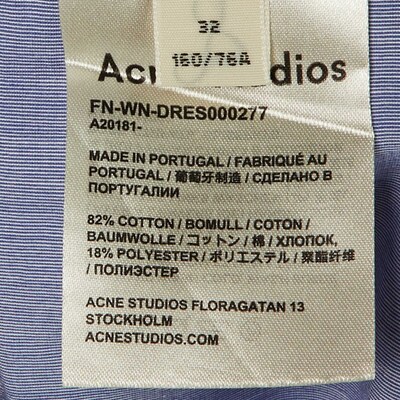 32
160/76A
Acne Studios
FN-WN-DRES000277
A20181-
MADE IN PORTUGAL / FABRIQUÉ AU
PORTUGAL / 葡萄牙制造 / СДЕЛАНО В
ПОРТУГАЛИИ
82% COTTON / BOMULL / COTON /
BAUMWOLLE / コットン / 棉 / ХЛОПОК,
18% POLYESTER / ポリエステル / 聚酯纤维
/ ПОЛИЭСТЕР
ACNE STUDIOS FLORAGATAN 13
STOCKHOLM
ACNESTUDIOS.COM